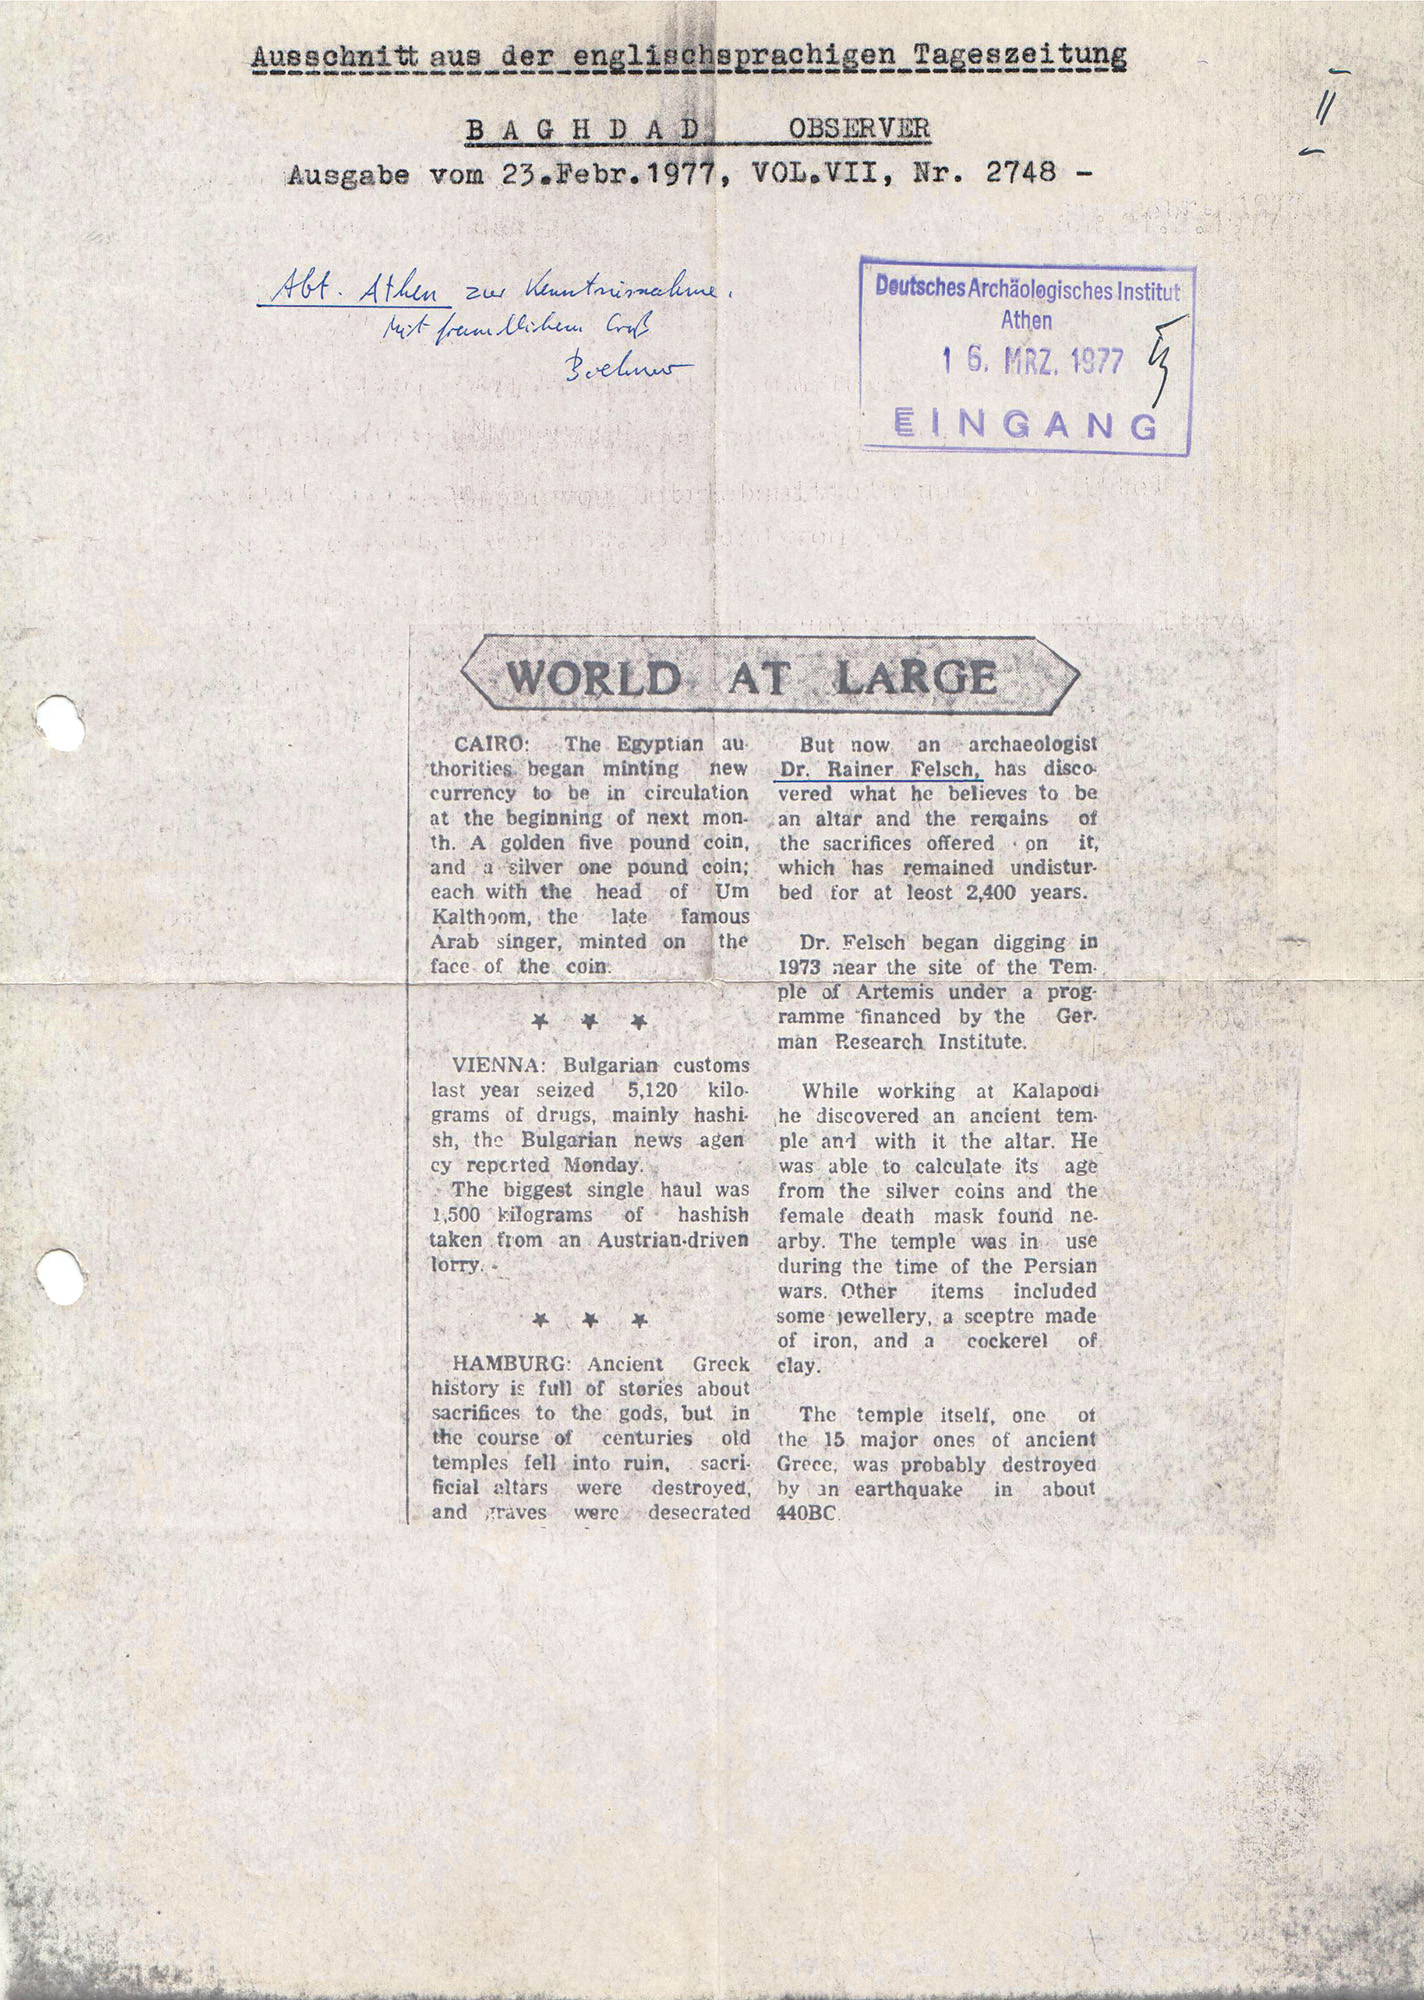 Ausschnitt aus der englischsprachigen Tageszeitung
BAGHDAD OBSERVER
Ausgabe vom 23.Febr.1977, VOL.VII, Nr. 2748 -
II
Abt. Athen zur Kenntnisnahme.
Mit freundlichem Gruß
Boehmer
Deutsches Archäologisches Institut
Athen
16. MRZ. 1977
EINGANG
WORLD AT LARGE
CAIRO: The Egyptian au-
thorities began minting new
currency to be in circulation
at the beginning of next mon-
th. A golden five pound coin,
and a silver one pound coin;
each with the head of Um
Kalthoom, the late famous
Arab singer, minted on the
face of the coin.
* * *
VIENNA: Bulgarian customs
last year seized 5,120 kilo-
grams of drugs, mainly hashi-
sh, the Bulgarian news agen
cy reported Monday.
The biggest single haul was
1,500 kilograms of hashish
taken from an Austrian-driven
lorry.
* * *
HAMBURG: Ancient Greek
history is full of stories about
sacrifices to the gods, but in
the course of centuries old
temples fell into ruin, sacri-
ficial altars were destroyed,
and graves were desecrated
But now an archaeologist
Dr. Rainer Felsch, has disco-
vered what he believes to be
an altar and the remains of
the sacrifices offered on it,
which has remained undistur-
bed for at leost 2,400 years.
Dr. Felsch began digging in
1973 near the site of the Tem-
ple of Artemis under a prog-
ramme financed by the Ger-
man Research Institute.
While working at Kalapodi
he discovered an ancient tem-
ple and with it the altar. He
was able to calculate its age
from the silver coins and the
female death mask found ne-
arby. The temple was in use
during the time of the Persian
wars. Other items included
some jewellery, a sceptre made
of iron, and a cockerel of
clay.
The temple itself, one of
the 15 major ones of ancient
Grece, was probably destroyed
by an earthquake in about
440BC.